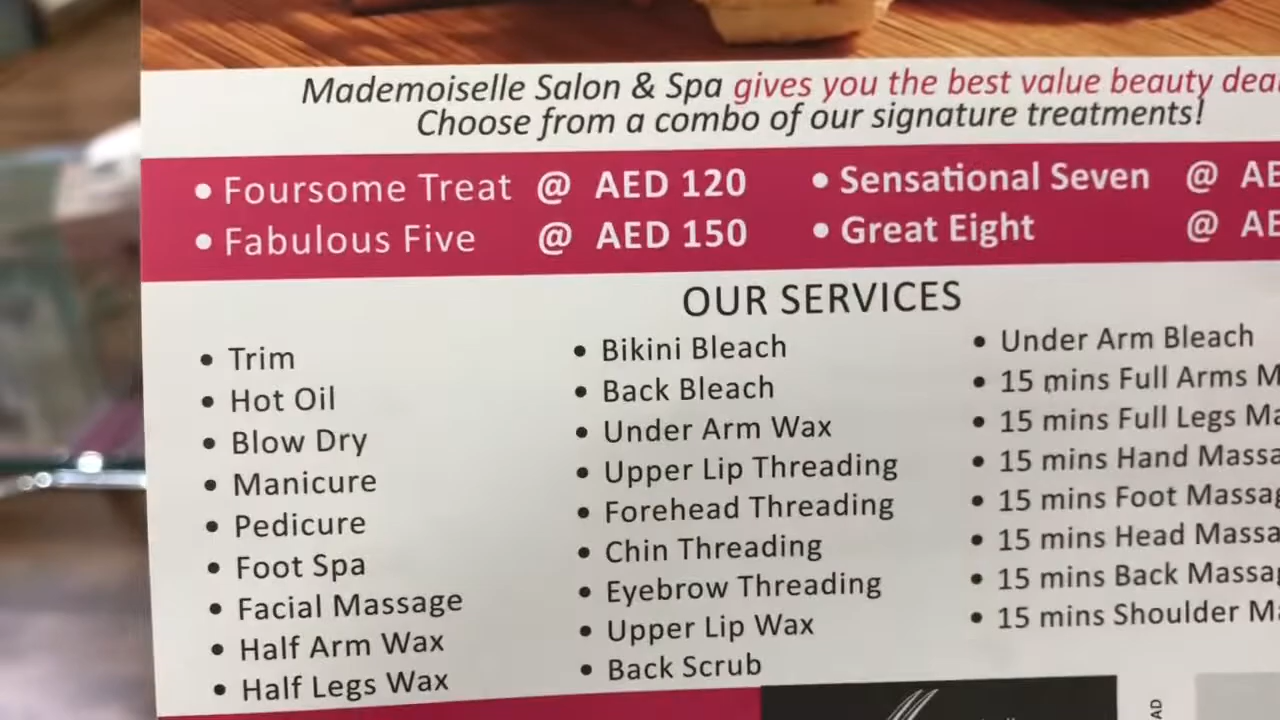 Mademoiselle Salon & Spa gives you the best value beauty
Choose from a combo of our signature treatments!
• Foursome Treat @ AED 120 • Sensational Seven @
• Fabulous Five @ AED 150 • Great Eight @
OUR SERVICES
• Trim
• Hot Oil
• Blow Dry
• Manicure
• Pedicure
• Foot Spa
• Facial Massage
• Half Arm Wax
• Half Legs Wax
• Bikini Bleach
• Back Bleach
• Under Arm Wax
• Upper Lip Threading
• Forehead Threading
• Chin Threading
• Eyebrow Threading
• Upper Lip Wax
• Back Scrub
• Under Arm Bleach
• 15 mins Full Arms
• 15 mins Full Legs
• 15 mins Hand
• 15 mins Foot
• 15 mins Head
• 15 mins Back
• 15 mins Shoulder